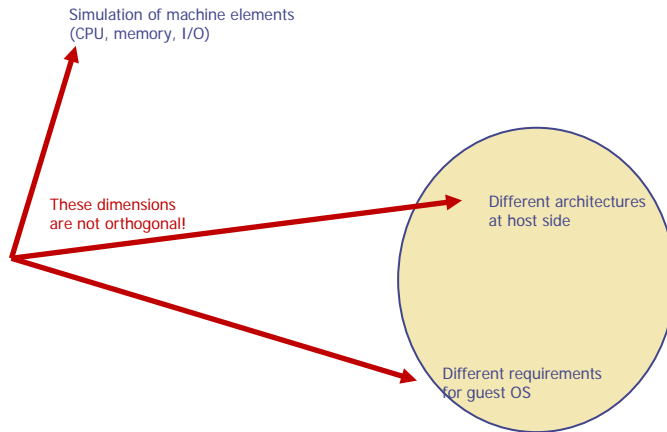 Simulation of machine elements
(CPU, memory, I/O)
These dimensions
are not orthogonal!
Different architectures
at host side
Different requirements
for guest OS